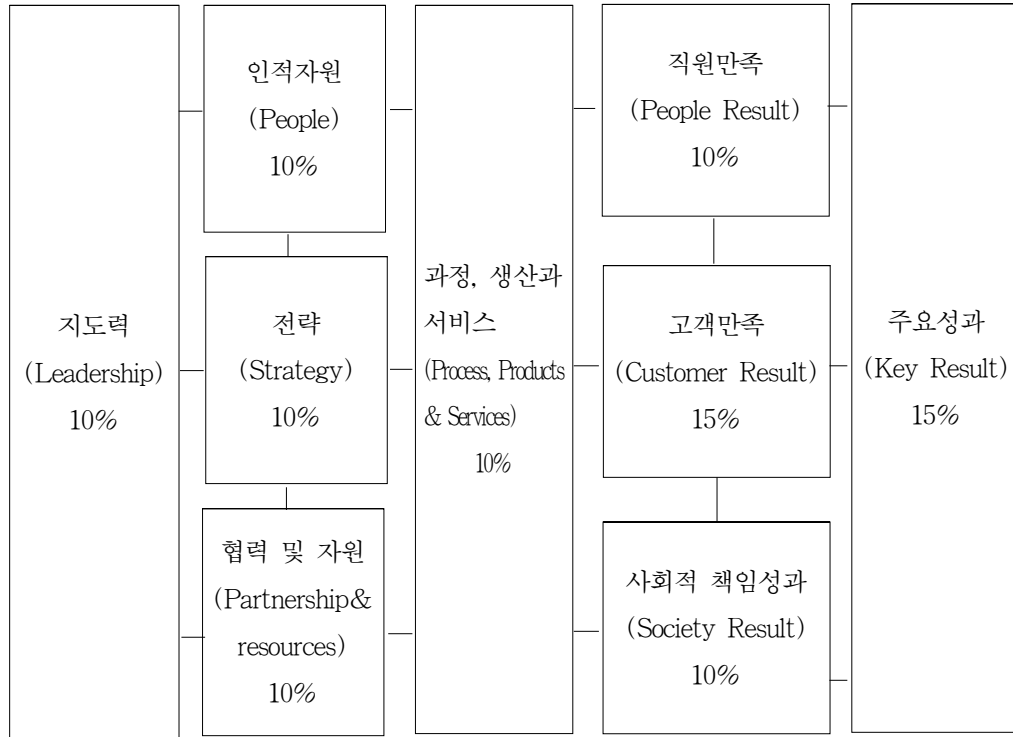 인적자원
(People)
10%
직원만족
(People Result)
10%
지도력
(Leadership)
10%
전략
(Strategy)
10%
과정, 생산과
서비스
(Process, Products
& Services)
10%
고객만족
(Customer Result)
15%
주요성과
(Key Result)
15%
협력 및 자원
(Partnership&
resources)
10%
사회적 책임성과
(Society Result)
10%